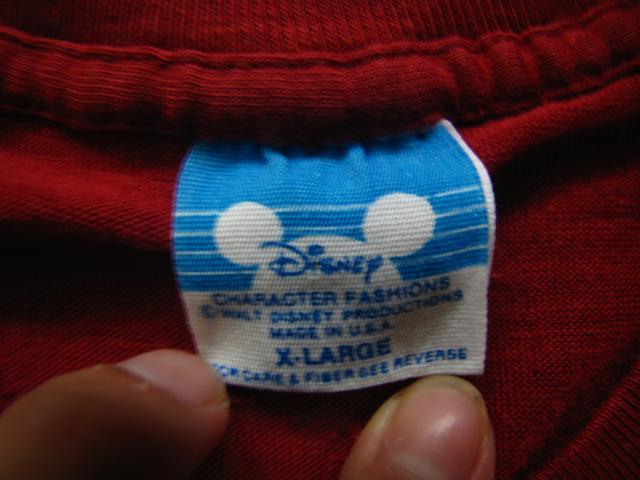 Disney
CHARACTER FASHIONS
© WALT DISNEY PRODUCTIONS
MADE IN U.S.A.
X-LARGE
FOR CARE & FIBER SEE REVERSE